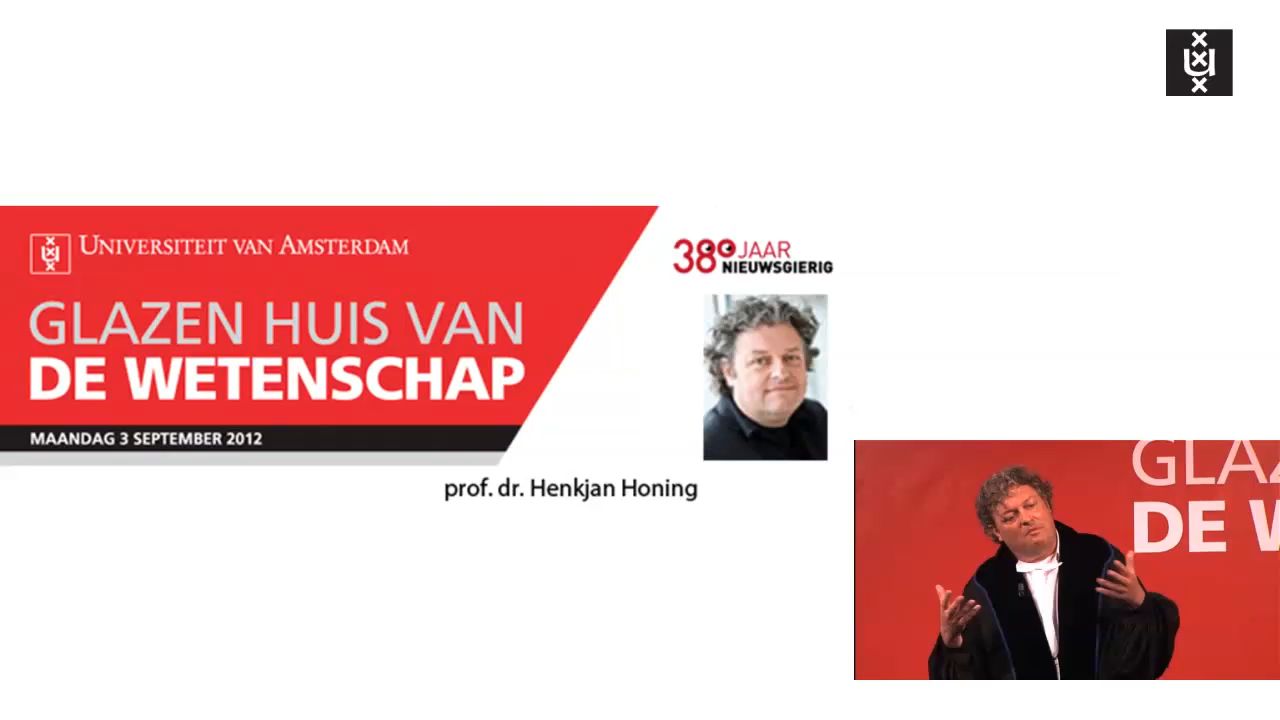 UNIVERSITEIT VAN AMSTERDAM
GLAZEN HUIS VAN
DE WETENSCHAP
MAANDAG 3 SEPTEMBER 2012
380 JAAR
NIEUWSGIERIG
prof. dr. Henkjan Honing
GLAZ
DE W